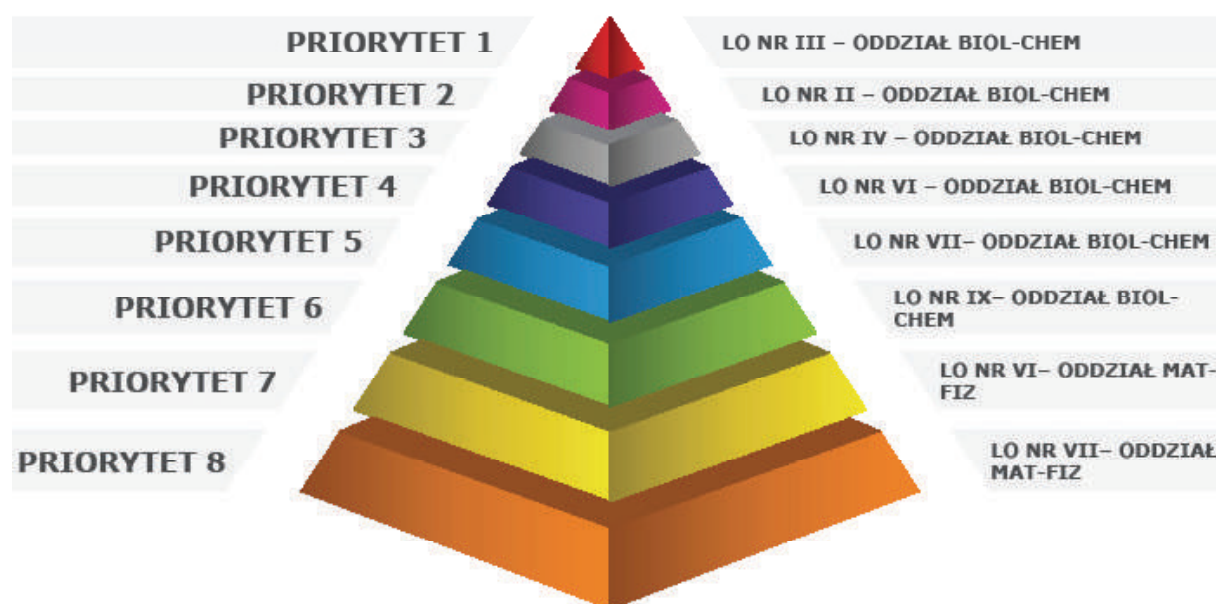 PRIORYTET 1
LO NR III – ODDZIAŁ BIOL-CHEM
PRIORYTET 2
LO NR II – ODDZIAŁ BIOL-CHEM
PRIORYTET 3
LO NR IV – ODDZIAŁ BIOL-CHEM
PRIORYTET 4
LO NR VI – ODDZIAŁ BIOL-CHEM
PRIORYTET 5
LO NR VII– ODDZIAŁ BIOL-CHEM
PRIORYTET 6
LO NR IX– ODDZIAŁ BIOL-
CHEM
PRIORYTET 7
LO NR VI– ODDZIAŁ MAT-
FIZ
PRIORYTET 8
LO NR VII– ODDZIAŁ
MAT-FIZ